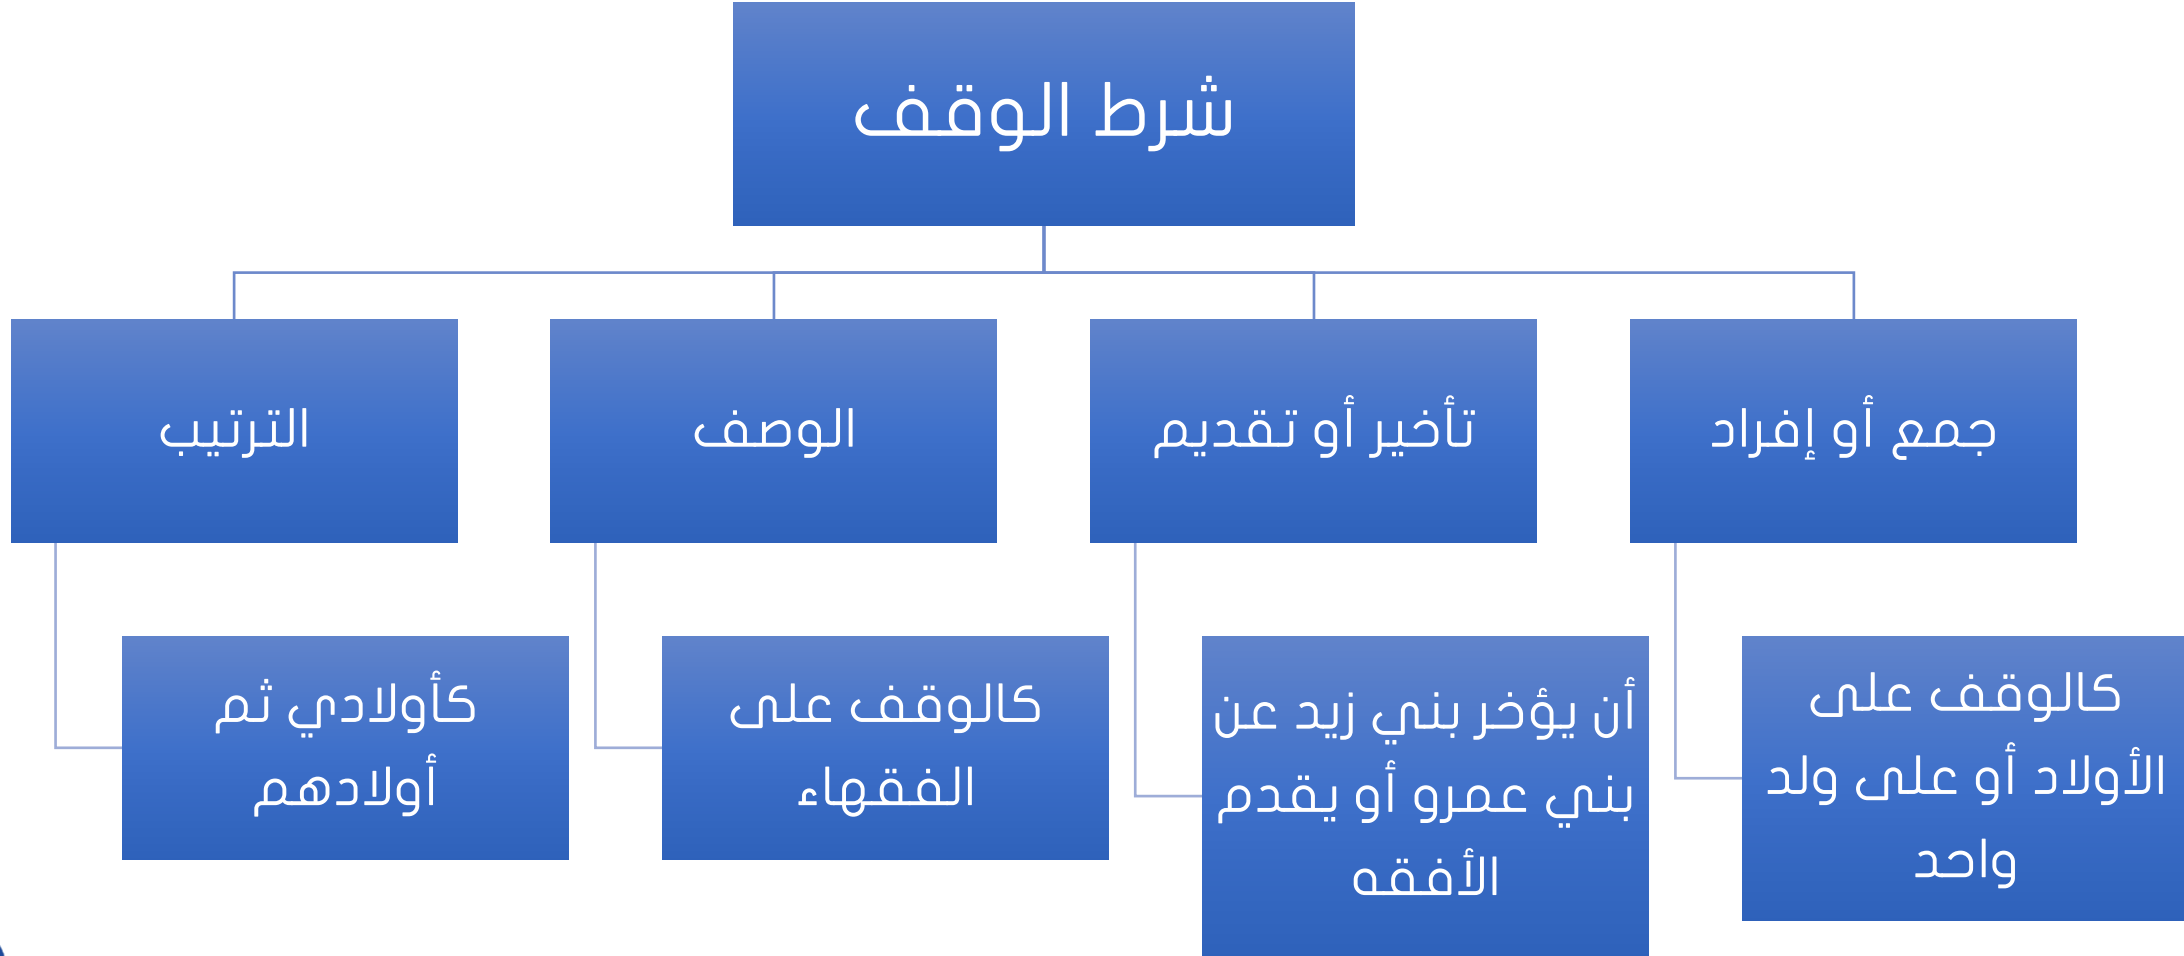 شرط الوقف
جمع أو إفراد
كالوقف على
الأولاد أو على ولد
واحد
تأخير أو تقديم
أن يؤخر بني زيد عن
بني عمرو أو يقدم
الأفقه
الوصف
كالوقف على
الفقهاء
الترتيب
كأولادي ثم
أولادهم